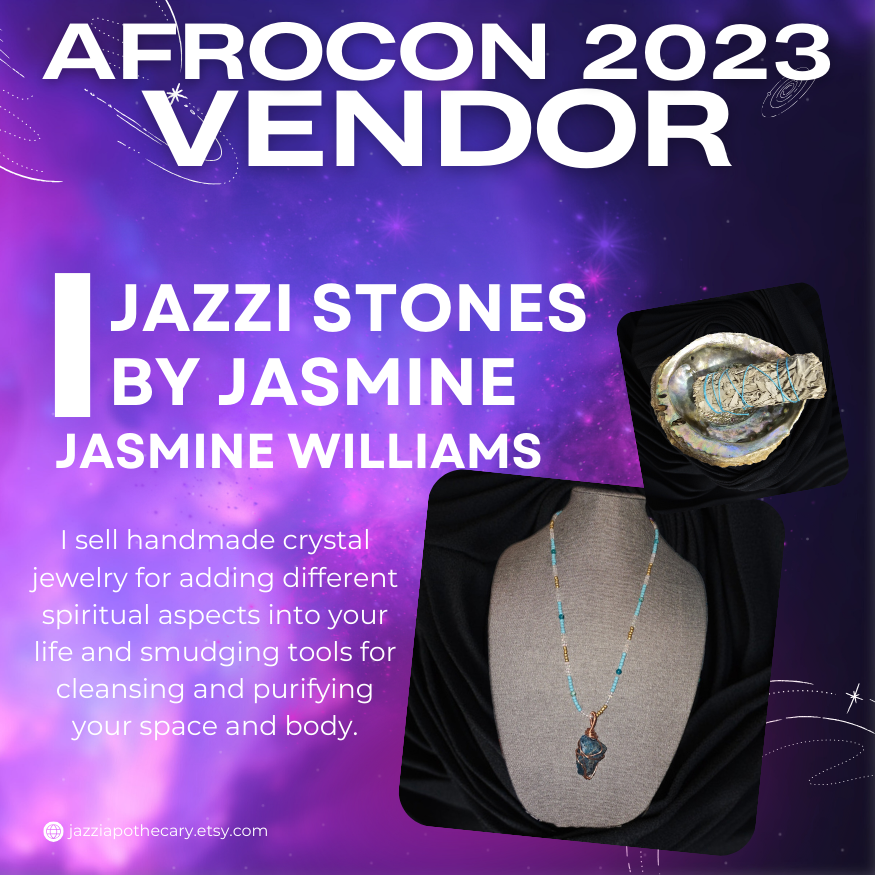 AFROCON 2023
VENDOR
JAZZI STONES
BY JASMINE
JASMINE WILLIAMS
I sell handmade crystal
jewelry for adding different
spiritual aspects into your
life and smudging tools for
cleansing and purifying
your space and body.
jazziapothecary.etsy.com